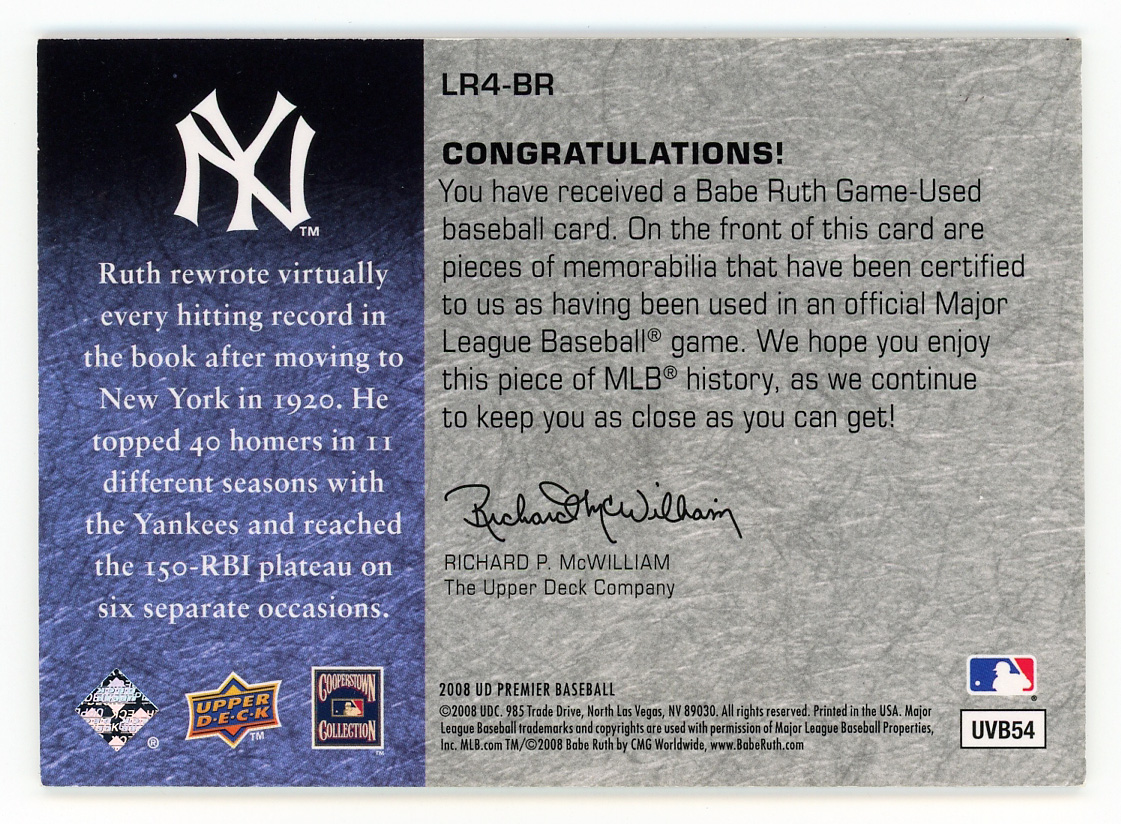 NY™
Ruth rewrote virtually
every hitting record in
the book after moving to
New York in 1920. He
topped 40 homers in 11
different seasons with
the Yankees and reached
the 150-RBI plateau on
six separate occasions.
®
UPPER
D·E·C·K
™
COOPERSTOWN
COLLECTION
™
LR4-BR
CONGRATULATIONS!
You have received a Babe Ruth Game-Used
baseball card. On the front of this card are
pieces of memorabilia that have been certified
to us as having been used in an official Major
League Baseball® game. We hope you enjoy
this piece of MLB® history, as we continue
to keep you as close as you can get!
Richard McWilliam
RICHARD P. McWILLIAM
The Upper Deck Company
2008 UD PREMIER BASEBALL
©2008 UDC. 985 Trade Drive, North Las Vegas, NV 89030. All rights reserved. Printed in the USA. Major
League Baseball trademarks and copyrights are used with permission of Major League Baseball Properties,
Inc. MLB.com TM/©2008 Babe Ruth by CMG Worldwide, www.BabeRuth.com
®
UVB54